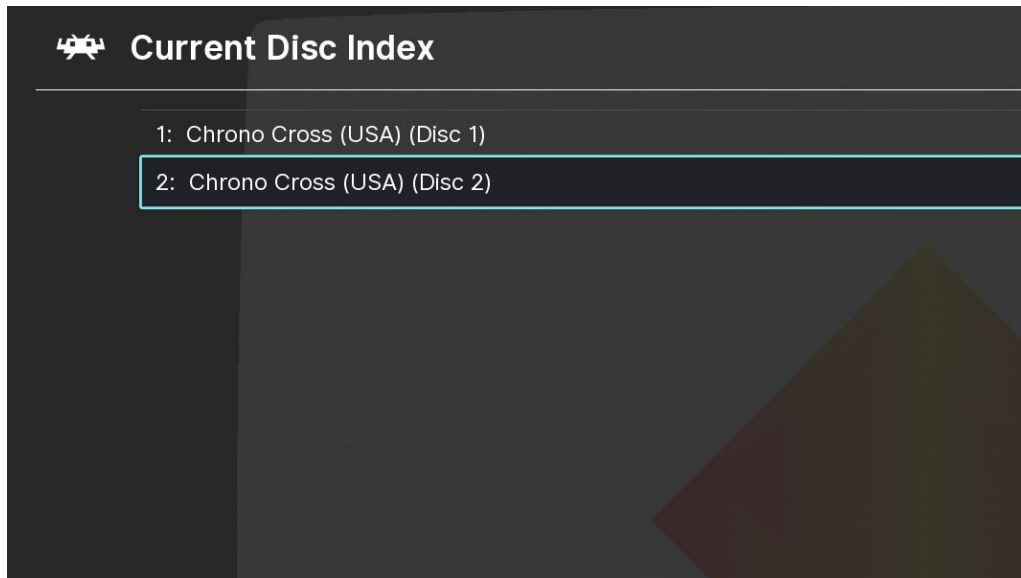 Current Disc Index
1: Chrono Cross (USA) (Disc 1)
2: Chrono Cross (USA) (Disc 2)